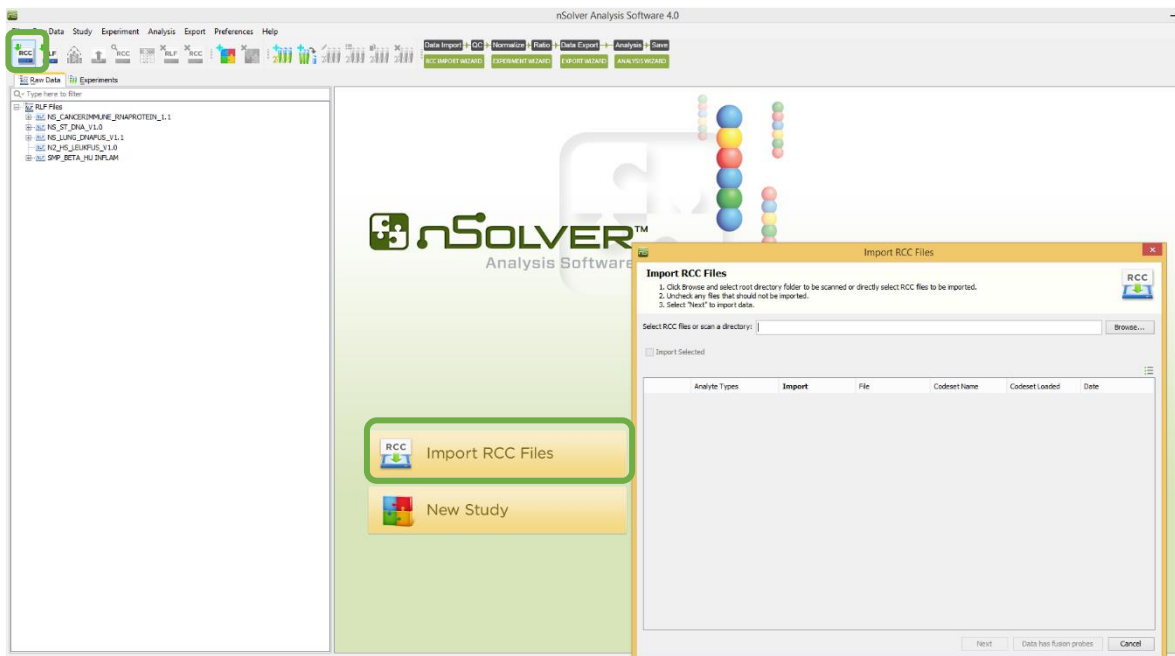 nSolver Analysis Software 4.0
Data Study Experiment Analysis Export Preferences Help
RCC RLF RCC RLF RCC
Data Import QC Normalize Ratio Data Export Analysis Save
RCC IMPORT WIZARD EXPERIMENT WIZARD EXPORT WIZARD ANALYSIS WIZARD
Raw Data Experiments
Type here to filter
RLF Files
NS_CANCERIMMUNE_RNAPROTEIN_1.1
NS_ST_DNA_V1.0
NS_LUNG_DNAFUS_V1.1
N2_HS_LEUKFUS_V1.0
SMP_BETA_HU INFLAM
nSOLVER™
Analysis Software
RCC Import RCC Files
New Study
Import RCC Files
Import RCC Files
RCC
1. Click Browse and select root directory folder to be scanned or directly select RCC files to be imported.
2. Uncheck any files that should not be imported.
3. Select "Next" to import data.
Select RCC files or scan a directory:
Browse...
Import Selected
Analyte Types Import File Codeset Name Codeset Loaded Date
Next Data has fusion probes Cancel